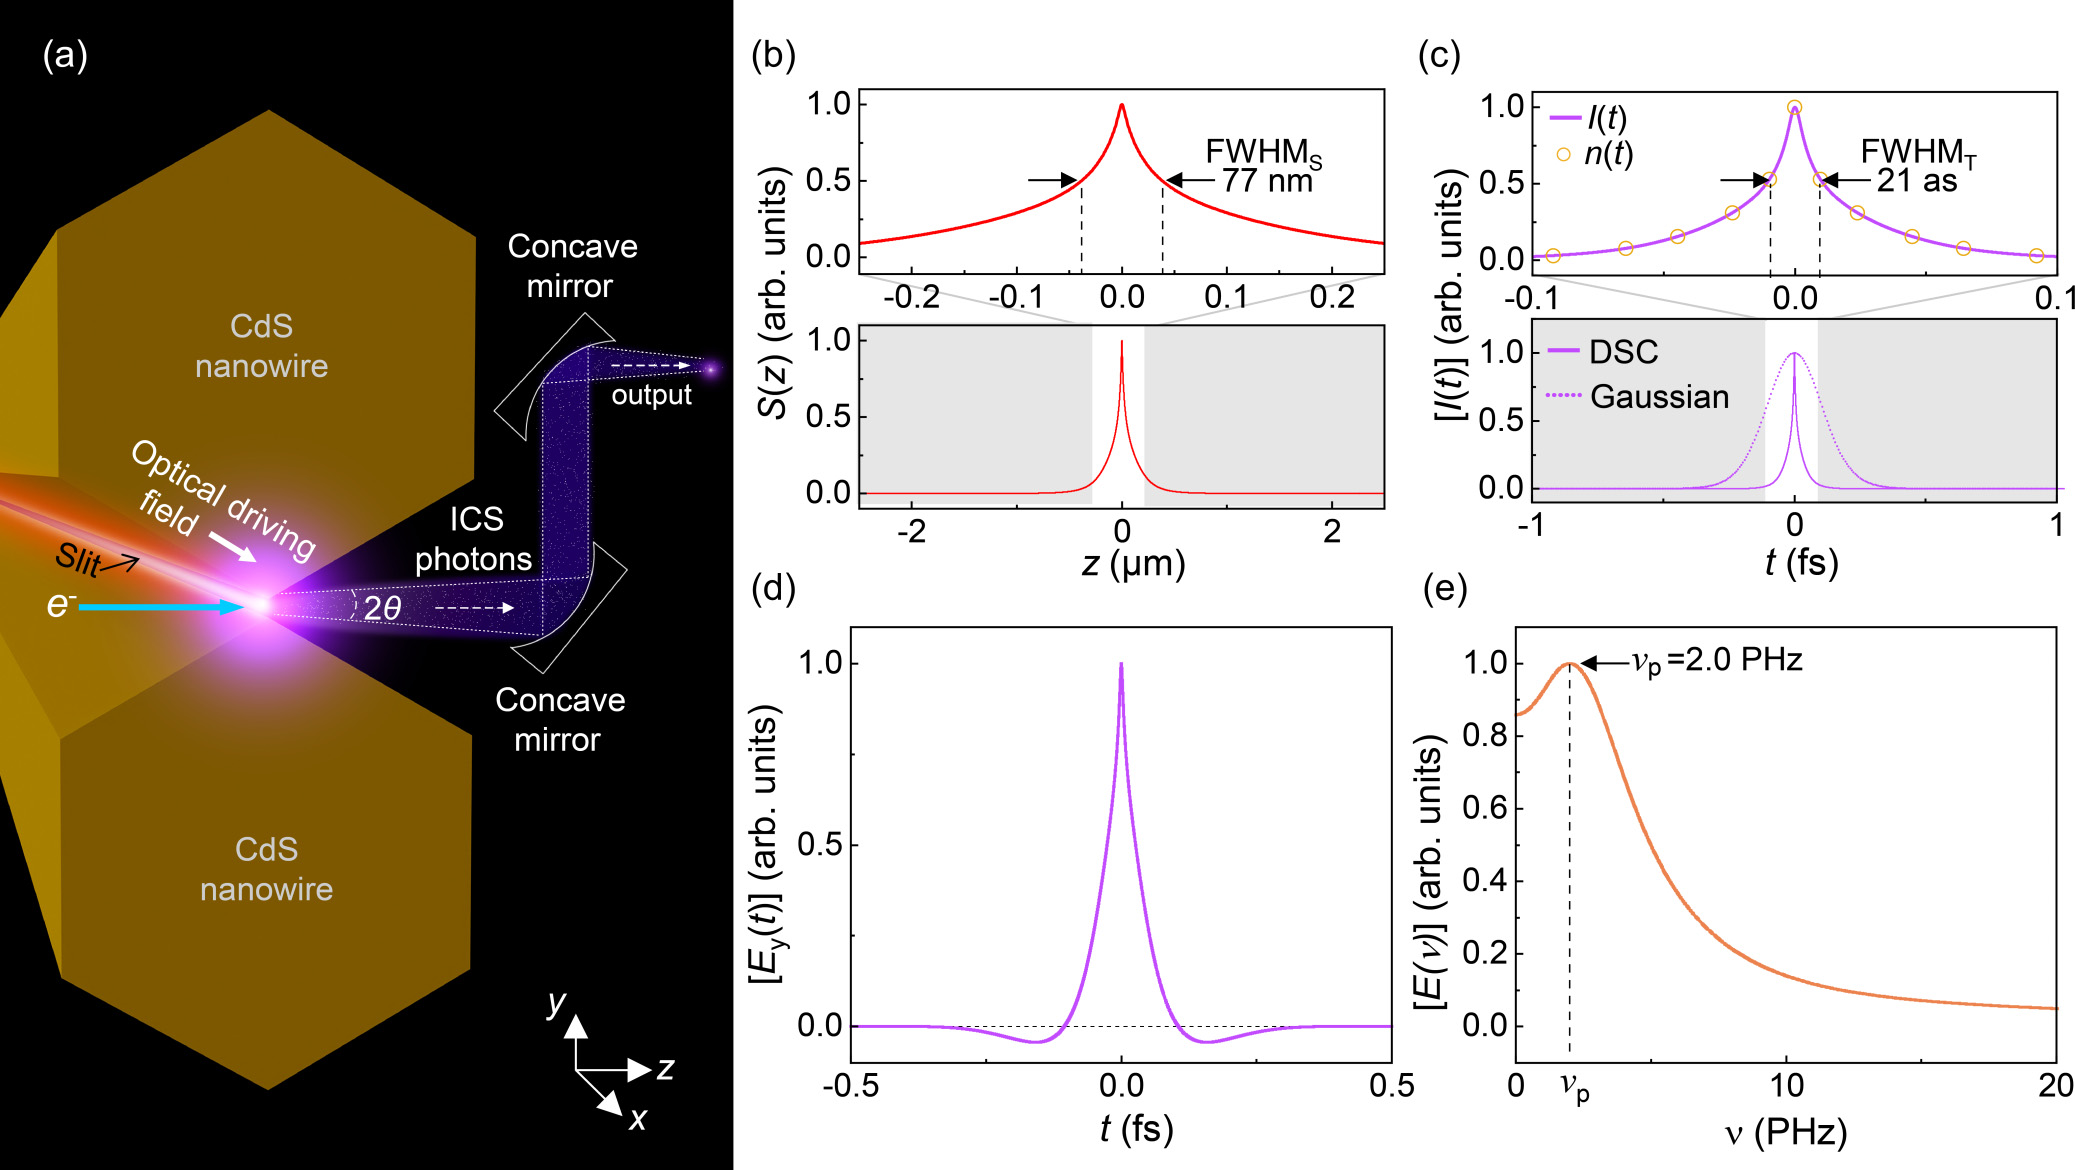 (a)
CdS
nanowire
Concave
mirror
output
Optical driving
field
Slit
ICS
photons
e-
2θ
Concave
mirror
CdS
nanowire
y
z
x
(b)
S(z) (arb. units)
1.0
0.5
0.0
FWHMS
77 nm
-0.2
-0.1
0.0
0.1
0.2
1.0
0.5
0.0
-2
0
2
z (μm)
(c)
[I(t)] (arb. units)
1.0
0.5
0.0
I(t)
n(t)
FWHMT
21 as
-0.1
0.0
0.1
1.0
0.5
0.0
DSC
Gaussian
-1
0
1
t (fs)
(d)
[Ey(t)] (arb. units)
1.0
0.5
0.0
-0.5
0.0
0.5
t (fs)
(e)
[E(ν)] (arb. units)
1.0
0.8
0.6
0.4
0.2
0.0
νp=2.0 PHz
0
νp
10
20
ν (PHz)